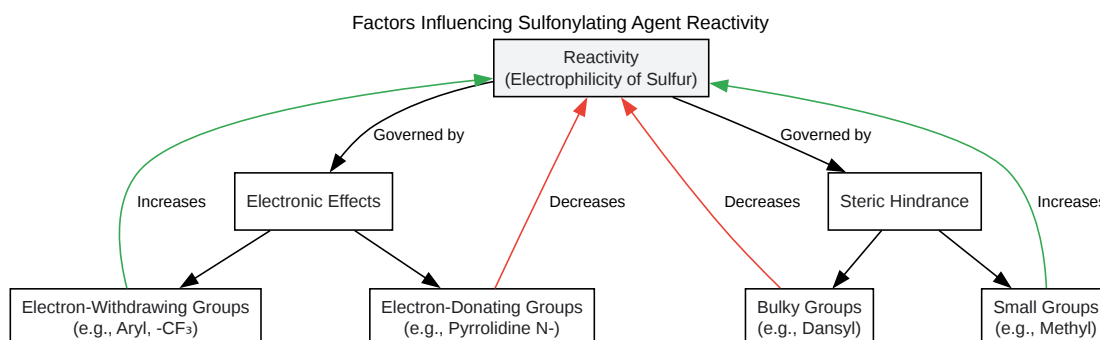 Factors Influencing Sulfonylating Agent Reactivity
Reactivity
(Electrophilicity of Sulfur)
Governed by
Governed by
Increases
Electronic Effects
Decreases
Decreases
Steric Hindrance
Increases
Electron-Withdrawing Groups
(e.g., Aryl, -CF₃)
Electron-Donating Groups
(e.g., Pyrrolidine N-)
Bulky Groups
(e.g., Dansyl)
Small Groups
(e.g., Methyl)